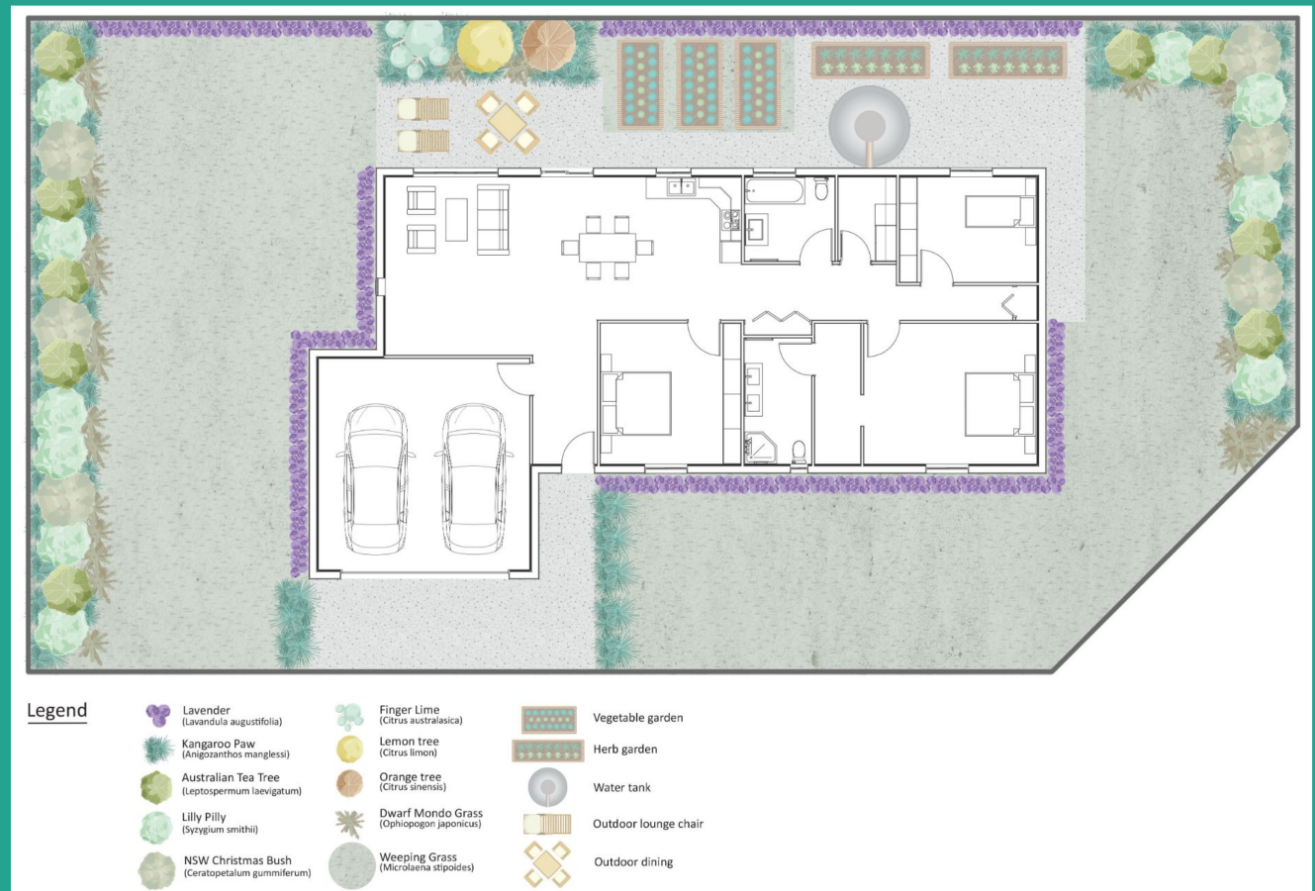 Legend
Lavender
(Lavandula augustifolia)
Kangaroo Paw
(Anigozanthos manglessi)
Australian Tea Tree
(Leptospermum laevigatum)
Lilly Pilly
(Syzygium smithii)
NSW Christmas Bush
(Ceratopetalum gummiferum)
Finger Lime
(Citrus australasica)
Lemon tree
(Citrus limon)
Orange tree
(Citrus sinensis)
Dwarf Mondo Grass
(Ophiopogon japonicus)
Weeping Grass
(Microlaena stipoides)
Vegetable garden
Herb garden
Water tank
Outdoor lounge chair
Outdoor dining